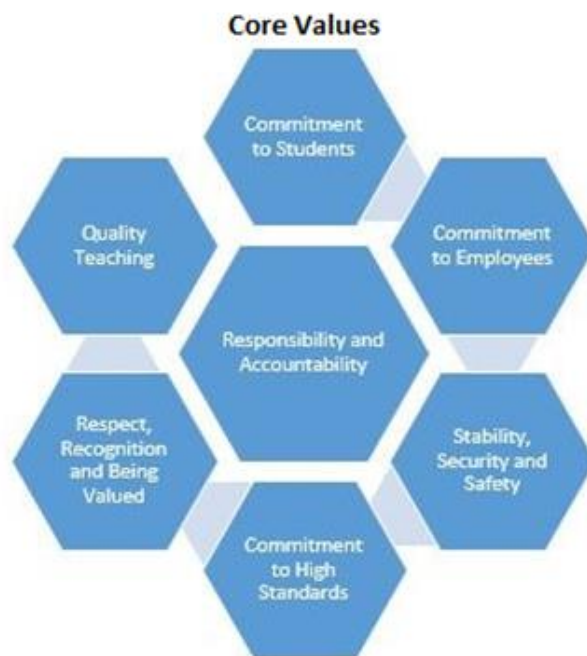 Core Values
Commitment
to Students
Commitment
to Employees
Stability,
Security and
Safety
Commitment
to High
Standards
Respect,
Recognition
and Being
Valued
Quality
Teaching
Responsibility and
Accountability